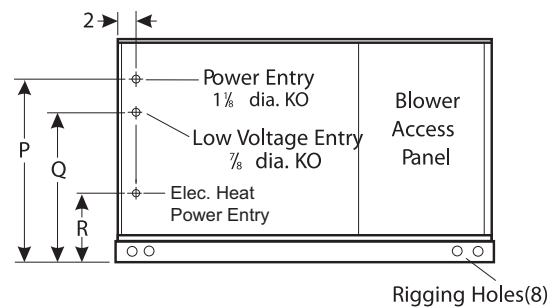 2
Power Entry
1⅛ dia. KO
Low Voltage Entry
⅞ dia. KO
Elec. Heat
Power Entry
Blower
Access
Panel
P
Q
R
Rigging Holes(8)